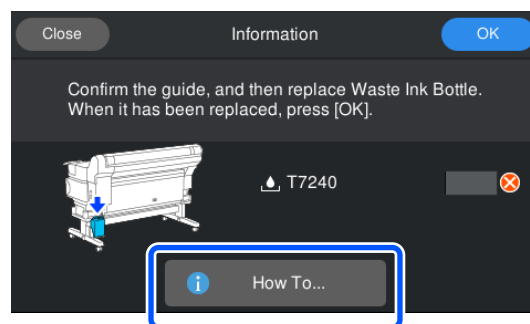 Close
Information
OK
Confirm the guide, and then replace Waste Ink Bottle.
When it has been replaced, press [OK].
T7240
How To...